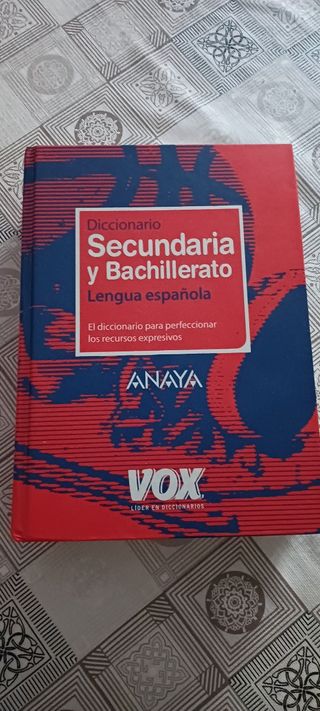 Diccionario
Secundaria
y Bachillerato
Lengua española
El diccionario para perfeccionar
los recursos expresivos
ANAYA
VOX
LÍDER EN DICCIONARIOS